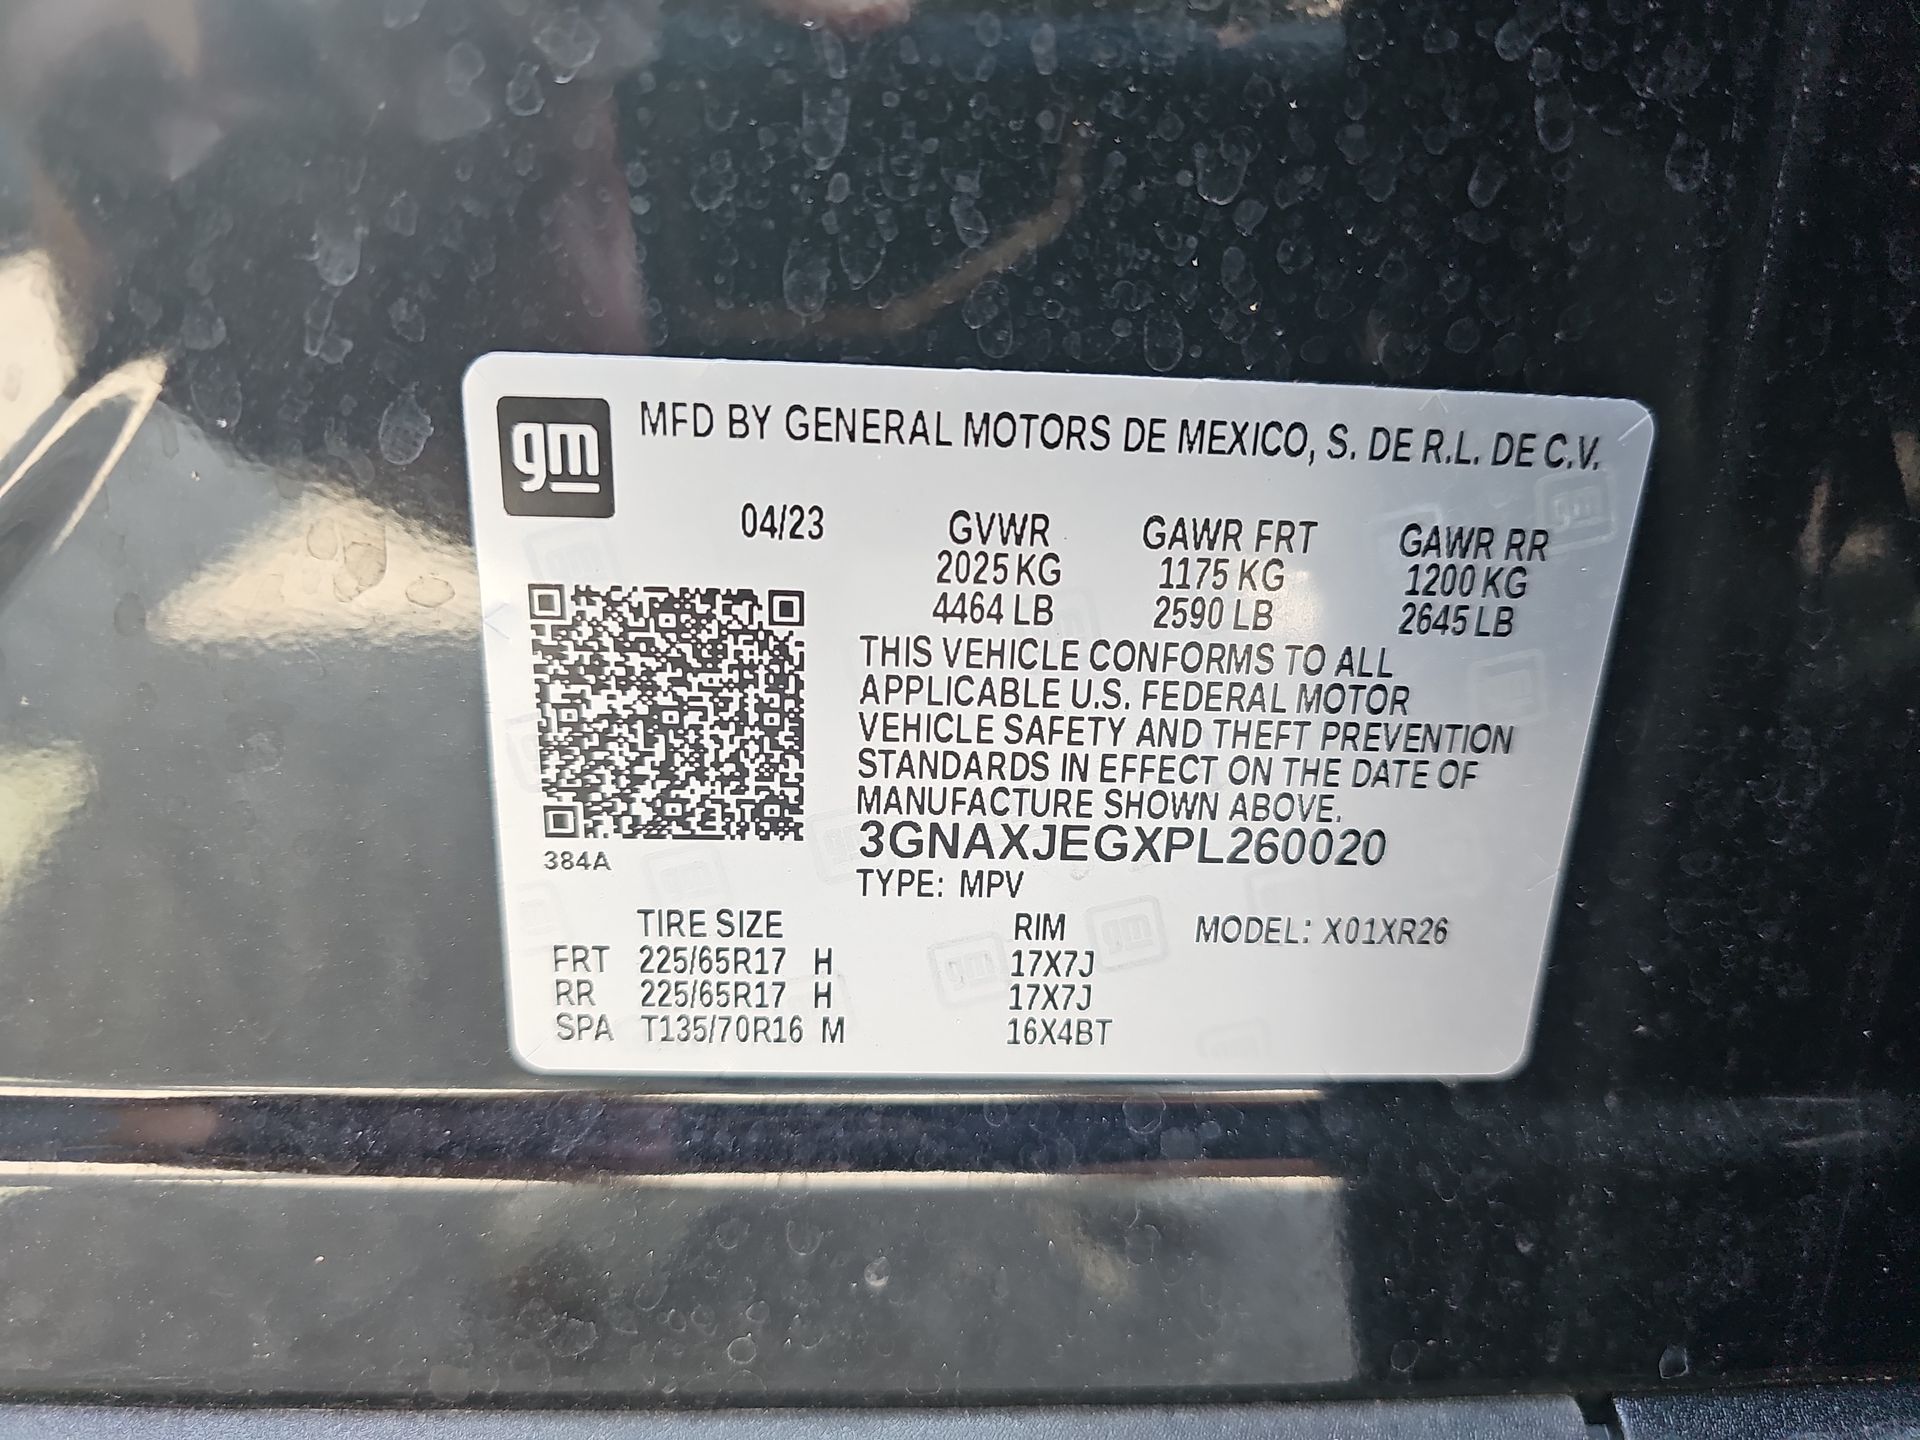 gm
MFD BY GENERAL MOTORS DE MEXICO, S. DE R.L. DE C.V.
04/23 GVWR GAWR FRT GAWR RR
2025 KG 1175 KG 1200 KG
4464 LB 2590 LB 2645 LB
THIS VEHICLE CONFORMS TO ALL
APPLICABLE U.S. FEDERAL MOTOR
VEHICLE SAFETY AND THEFT PREVENTION
STANDARDS IN EFFECT ON THE DATE OF
MANUFACTURE SHOWN ABOVE.
3GNAXJEGXPL260020
384A
TYPE: MPV
TIRE SIZE RIM MODEL: X01XR26
FRT 225/65R17 H 17X7J
RR 225/65R17 H 17X7J
SPA T135/70R16 M 16X4BT